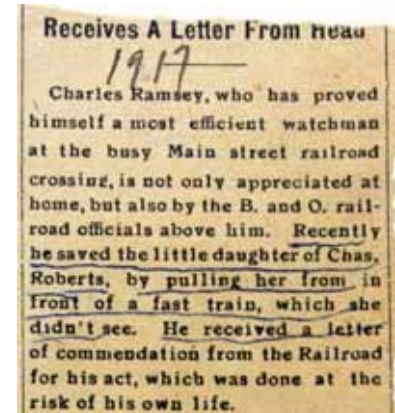 Receives A Letter From Head
1917
Charles Ramsey, who has proved
himself a most efficient watchman
at the busy Main street railroad
crossing, is not only appreciated at
home, but also by the B. and O. rail-
road officials above him. Recently
he saved the little daughter of Chas,
Roberts, by pulling her from in
front of a fast train, which she
didn't see. He received a letter
of commendation from the Railroad
for his act, which was done at the
risk of his own life.